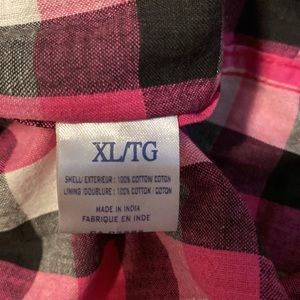 XL/TG
SHELL/ EXTERIEUR : 100% COTTON/ COTON
LINING /DOUBLURE : 100% COTTON / COTON
MADE IN INDIA
FABRIQUE EN INDE